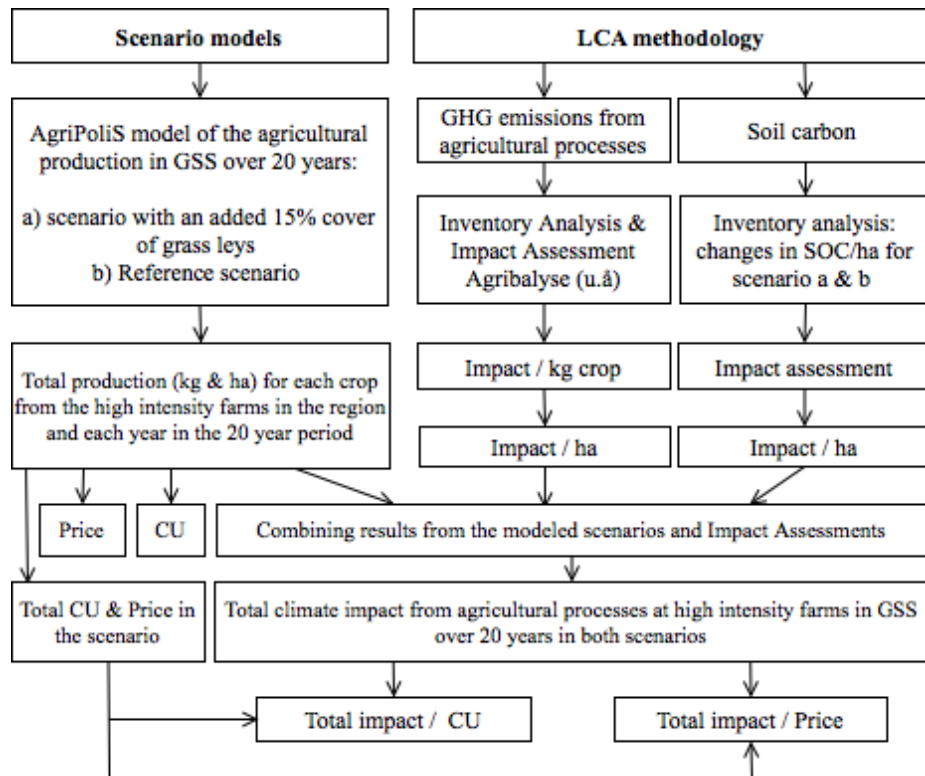 Scenario models
LCA methodology
AgriPoliS model of the agricultural
production in GSS over 20 years:
a) scenario with an added 15% cover
of grass leys
b) Reference scenario
GHG emissions from
agricultural processes
Soil carbon
Inventory Analysis &
Impact Assessment
Agribalyse (u.å)
Inventory analysis:
changes in SOC/ha for
scenario a & b
Total production (kg & ha) for each crop
from the high intensity farms in the region
and each year in the 20 year period
Impact / kg crop
Impact assessment
Impact / ha
Impact / ha
Price
CU
Combining results from the modeled scenarios and Impact Assessments
Total CU & Price in
the scenario
Total climate impact from agricultural processes at high intensity farms in GSS
over 20 years in both scenarios
Total impact / CU
Total impact / Price